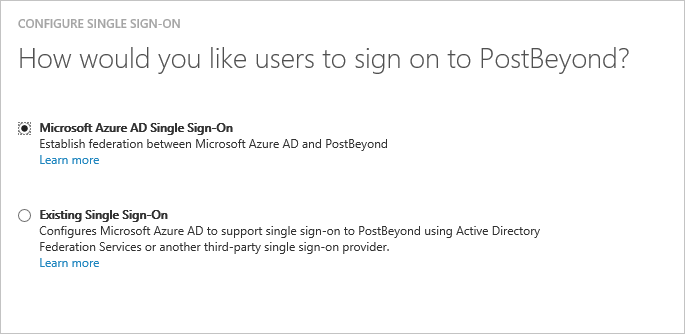 CONFIGURE SINGLE SIGN-ON
How would you like users to sign on to PostBeyond?
Microsoft Azure AD Single Sign-On
Establish federation between Microsoft Azure AD and PostBeyond
Learn more
Existing Single Sign-On
Configures Microsoft Azure AD to support single sign-on to PostBeyond using Active Directory
Federation Services or another third-party single sign-on provider.
Learn more